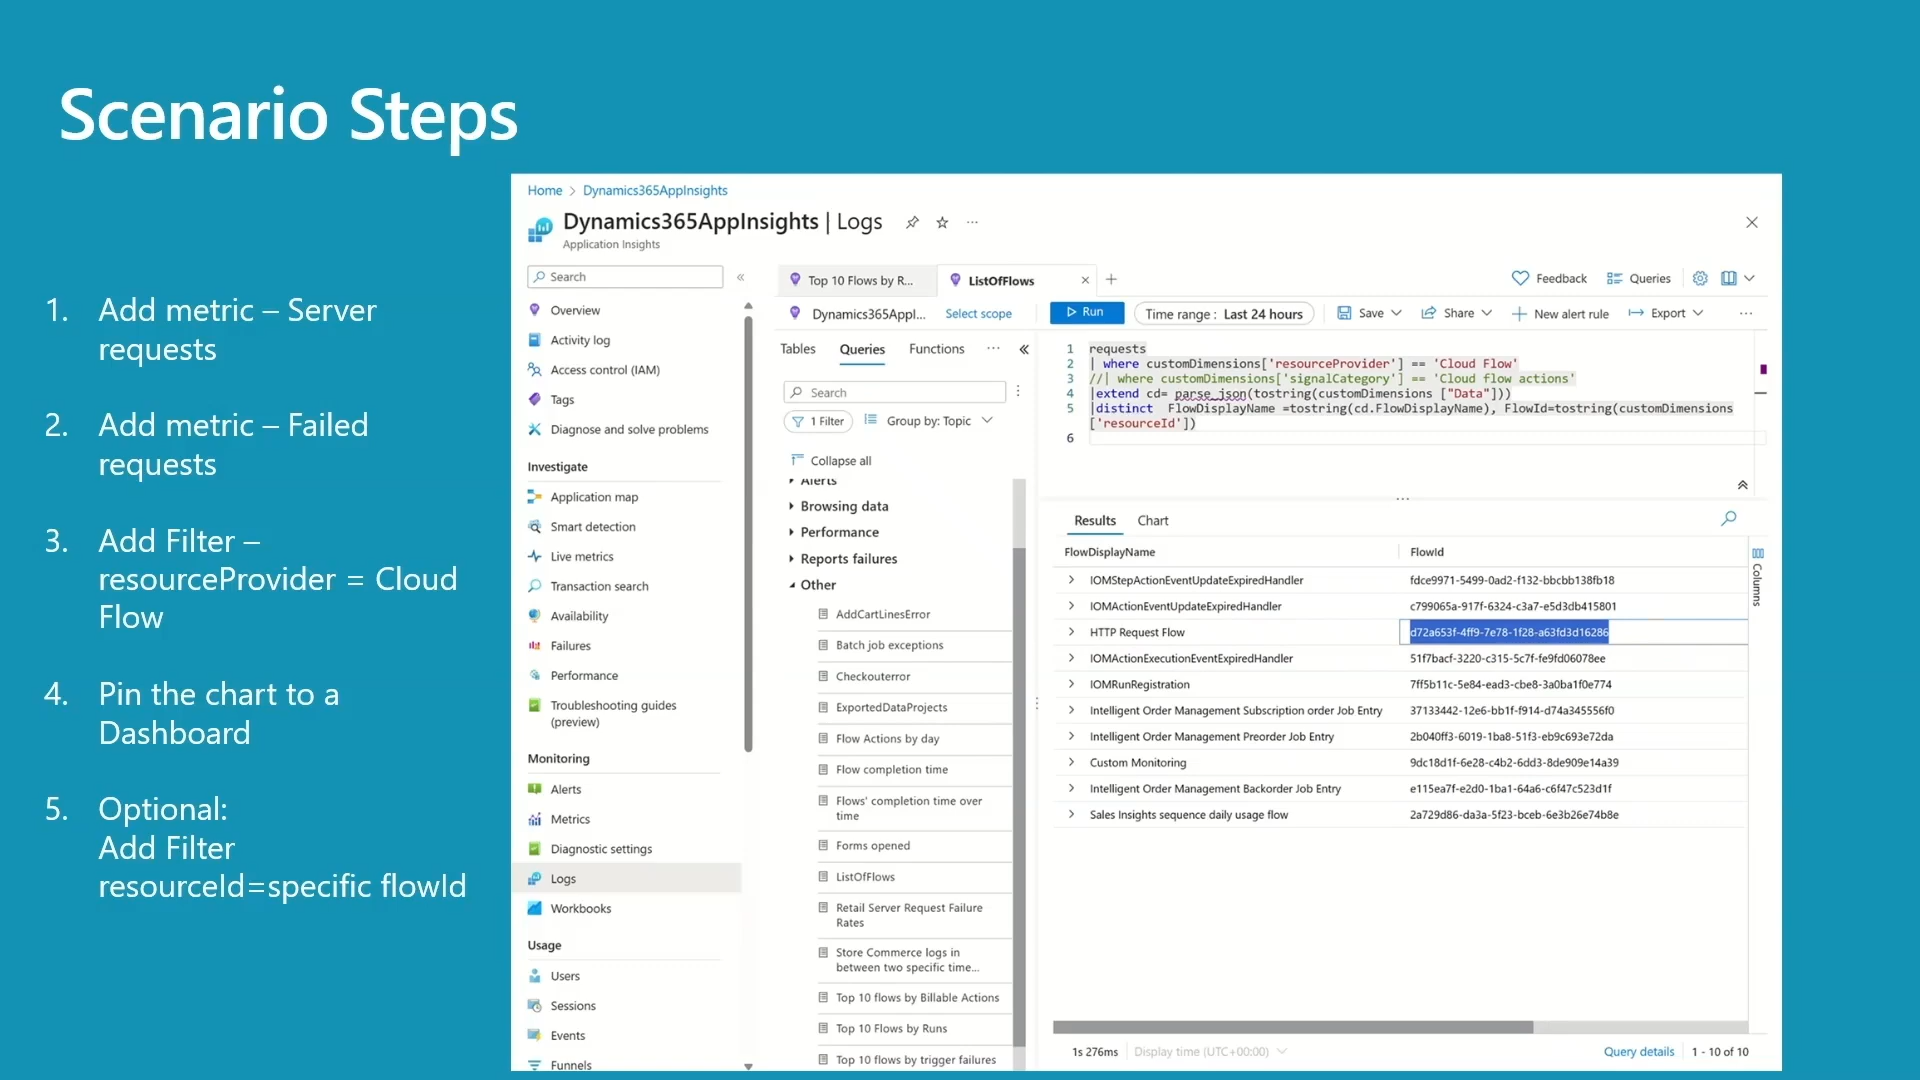 Scenario Steps
1. Add metric – Server
requests
2. Add metric – Failed
requests
3. Add Filter –
resourceProvider = Cloud
Flow
4. Pin the chart to a
Dashboard
5. Optional:
Add Filter
resourceId=specific flowId
Home > Dynamics365AppInsights
Dynamics365AppInsights | Logs
Application Insights
Search
Overview
Activity log
Access control (IAM)
Tags
Diagnose and solve problems
Investigate
Application map
Smart detection
Live metrics
Transaction search
Availability
Failures
Performance
Troubleshooting guides
(preview)
Monitoring
Alerts
Metrics
Diagnostic settings
Logs
Workbooks
Usage
Users
Sessions
Events
Funnels
Top 10 Flows by R...
ListOfFlows
Feedback
Queries
Dynamics365Appl...
Select scope
Run
Time range : Last 24 hours
Save
Share
New alert rule
Export
Tables
Queries
Functions
Search
1 Filter
Group by: Topic
Collapse all
Alerts
Browsing data
Performance
Reports failures
Other
AddCartLinesError
Batch job exceptions
Checkouterror
ExportedDataProjects
Flow Actions by day
Flow completion time
Flows' completion time over
time
Forms opened
ListOfFlows
Retail Server Request Failure
Rates
Store Commerce logs in
between two specific time...
Top 10 flows by Billable Actions
Top 10 Flows by Runs
Top 10 flows by trigger failures
1 requests
2 | where customDimensions['resourceProvider'] == 'Cloud Flow'
3 //| where customDimensions['signalCategory'] == 'Cloud flow actions'
4 |extend cd= parse_json(tostring(customDimensions ["Data"]))
5 |distinct FlowDisplayName =tostring(cd.FlowDisplayName), FlowId=tostring(customDimensions
['resourceId'])
6
Results
Chart
FlowDisplayName FlowId
IOMStepActionEventUpdateExpiredHandler fdce9971-5499-0ad2-f132-bbcbb138fb18
IOMActionEventUpdateExpiredHandler c799065a-917f-6324-c3a7-e5d3db415801
HTTP Request Flow d72a653f-4ff9-7e78-1f28-a63fd3d16286
IOMActionExecutionEventExpiredHandler 51f7bacf-3220-c315-5c7f-fe9fd06078ee
IOMRunRegistration 7ff5b11c-5e84-ead3-cbe8-3a0ba1f0e774
Intelligent Order Management Subscription order Job Entry 37133442-12e6-bb1f-f914-d74a345556f0
Intelligent Order Management Preorder Job Entry 2b040ff3-6019-1ba8-51f3-eb9c693e72da
Custom Monitoring 9dc18d1f-6e28-c4b2-6dd3-8de909e14a39
Intelligent Order Management Backorder Job Entry e115ea7f-e2d0-1ba1-64a6-c6f47c523d1f
Sales Insights sequence daily usage flow 2a729d86-da3a-5f23-bceb-6e3b26e74b8e
Columns
1s 276ms
Display time (UTC+00:00)
Query details
1 - 10 of 10